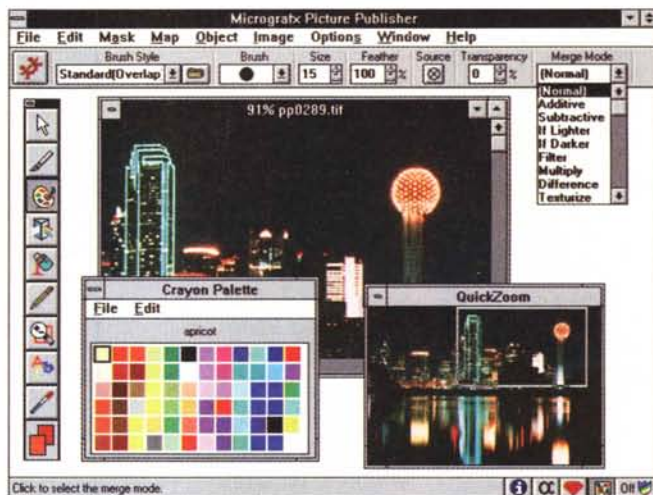 Micrografx Picture Publisher
File Edit Mask Map Object Image Options Window Help
Brush Style Brush Size Feather Source Transparency Merge Mode
Standard(Overlap 15 100 % 0 % (Normal)
(Normal)
Additive
Subtractive
If Lighter
If Darker
Filter
Multiply
Difference
Texturize
91% pp0289.tif
Crayon Palette
File Edit
apricot
QuickZoom
Click to select the merge mode.
Off